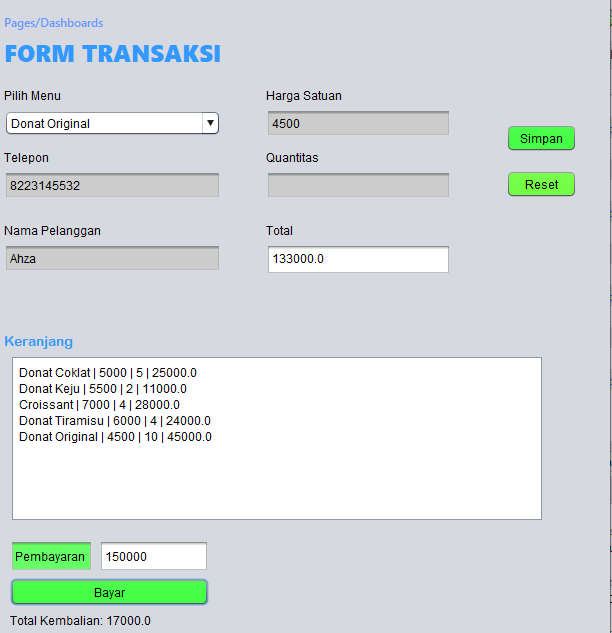 Pages/Dashboards
FORM TRANSAKSI
Pilih Menu
Harga Satuan
Donat Original
4500
Simpan
Telepon
Quantitas
8223145532
Reset
Nama Pelanggan
Total
Ahza
133000.0
Keranjang
Donat Coklat | 5000 | 5 | 25000.0
Donat Keju | 5500 | 2 | 11000.0
Croissant | 7000 | 4 | 28000.0
Donat Tiramisu | 6000 | 4 | 24000.0
Donat Original | 4500 | 10 | 45000.0
Pembayaran
150000
Bayar
Total Kembalian: 17000.0